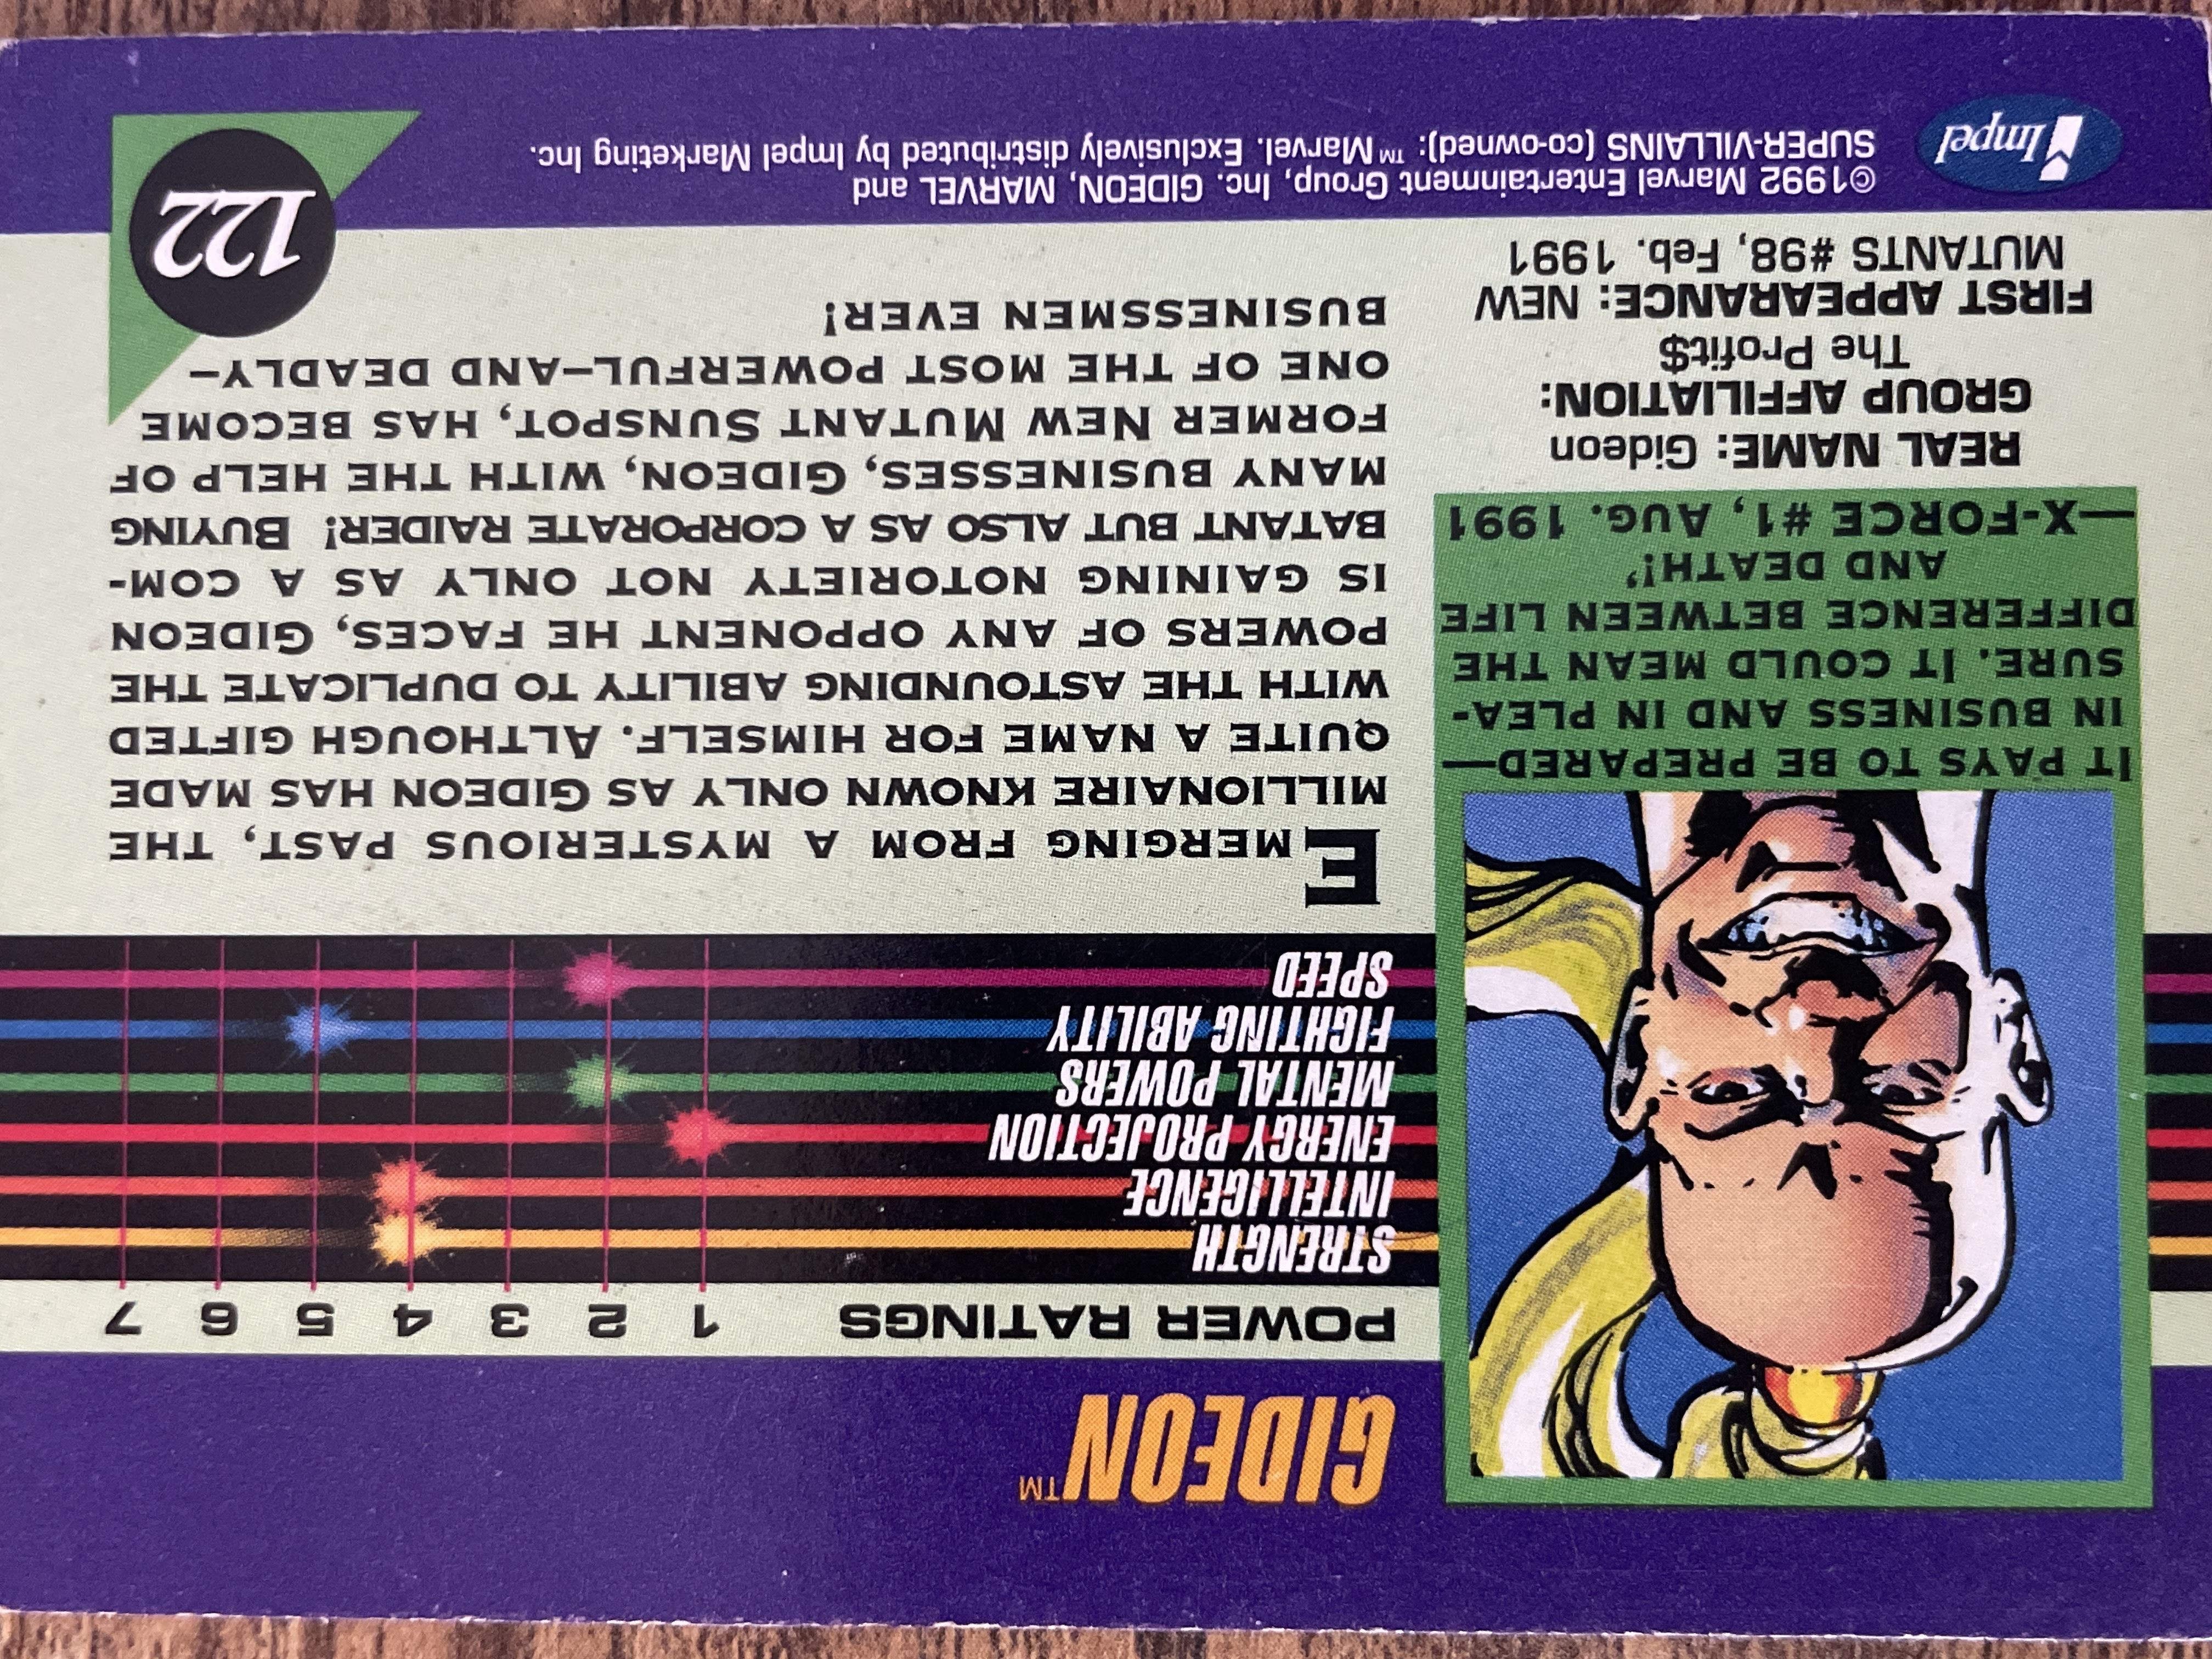 GIDEON™
POWER RATINGS 1 2 3 4 5 6 7
STRENGTH
INTELLIGENCE
ENERGY PROJECTION
MENTAL POWERS
FIGHTING ABILITY
SPEED
IT PAYS TO BE PREPARED—
IN BUSINESS AND IN PLEA-
SURE. IT COULD MEAN THE
DIFFERENCE BETWEEN LIFE
AND DEATH!’
—X-FORCE #1, AUG. 1991
REAL NAME: Gideon
GROUP AFFILIATION:
The Profit$
FIRST APPEARANCE: NEW
MUTANTS #98, Feb. 1991
EMERGING FROM A MYSTERIOUS PAST, THE
MILLIONAIRE KNOWN ONLY AS GIDEON HAS MADE
QUITE A NAME FOR HIMSELF. ALTHOUGH GIFTED
WITH THE ASTOUNDING ABILITY TO DUPLICATE THE
POWERS OF ANY OPPONENT HE FACES, GIDEON
IS GAINING NOTORIETY NOT ONLY AS A COM-
BATANT BUT ALSO AS A CORPORATE RAIDER! BUYING
MANY BUSINESSES, GIDEON, WITH THE HELP OF
FORMER NEW MUTANT SUNSPOT, HAS BECOME
ONE OF THE MOST POWERFUL—AND DEADLY—
BUSINESSMEN EVER!
Impel
©1992 Marvel Entertainment Group, Inc. GIDEON, MARVEL and
SUPER-VILLAINS (co-owned): ™ Marvel. Exclusively distributed by Impel Marketing Inc.
122